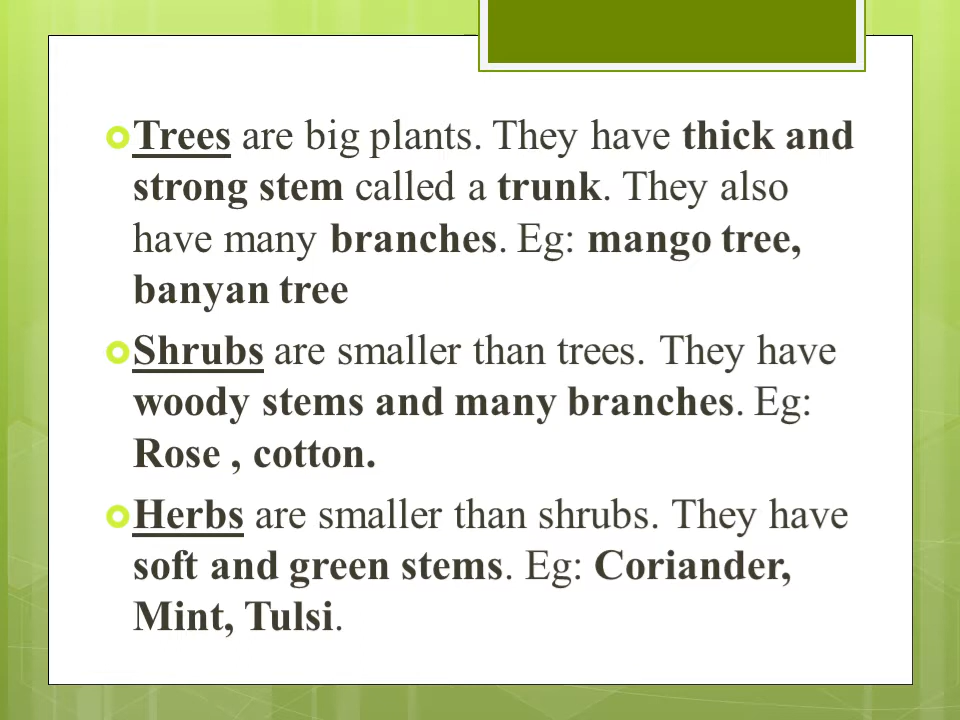 Trees are big plants. They have thick and
strong stem called a trunk. They also
have many branches. Eg: mango tree,
banyan tree
Shrubs are smaller than trees. They have
woody stems and many branches. Eg:
Rose , cotton.
Herbs are smaller than shrubs. They have
soft and green stems. Eg: Coriander,
Mint, Tulsi.